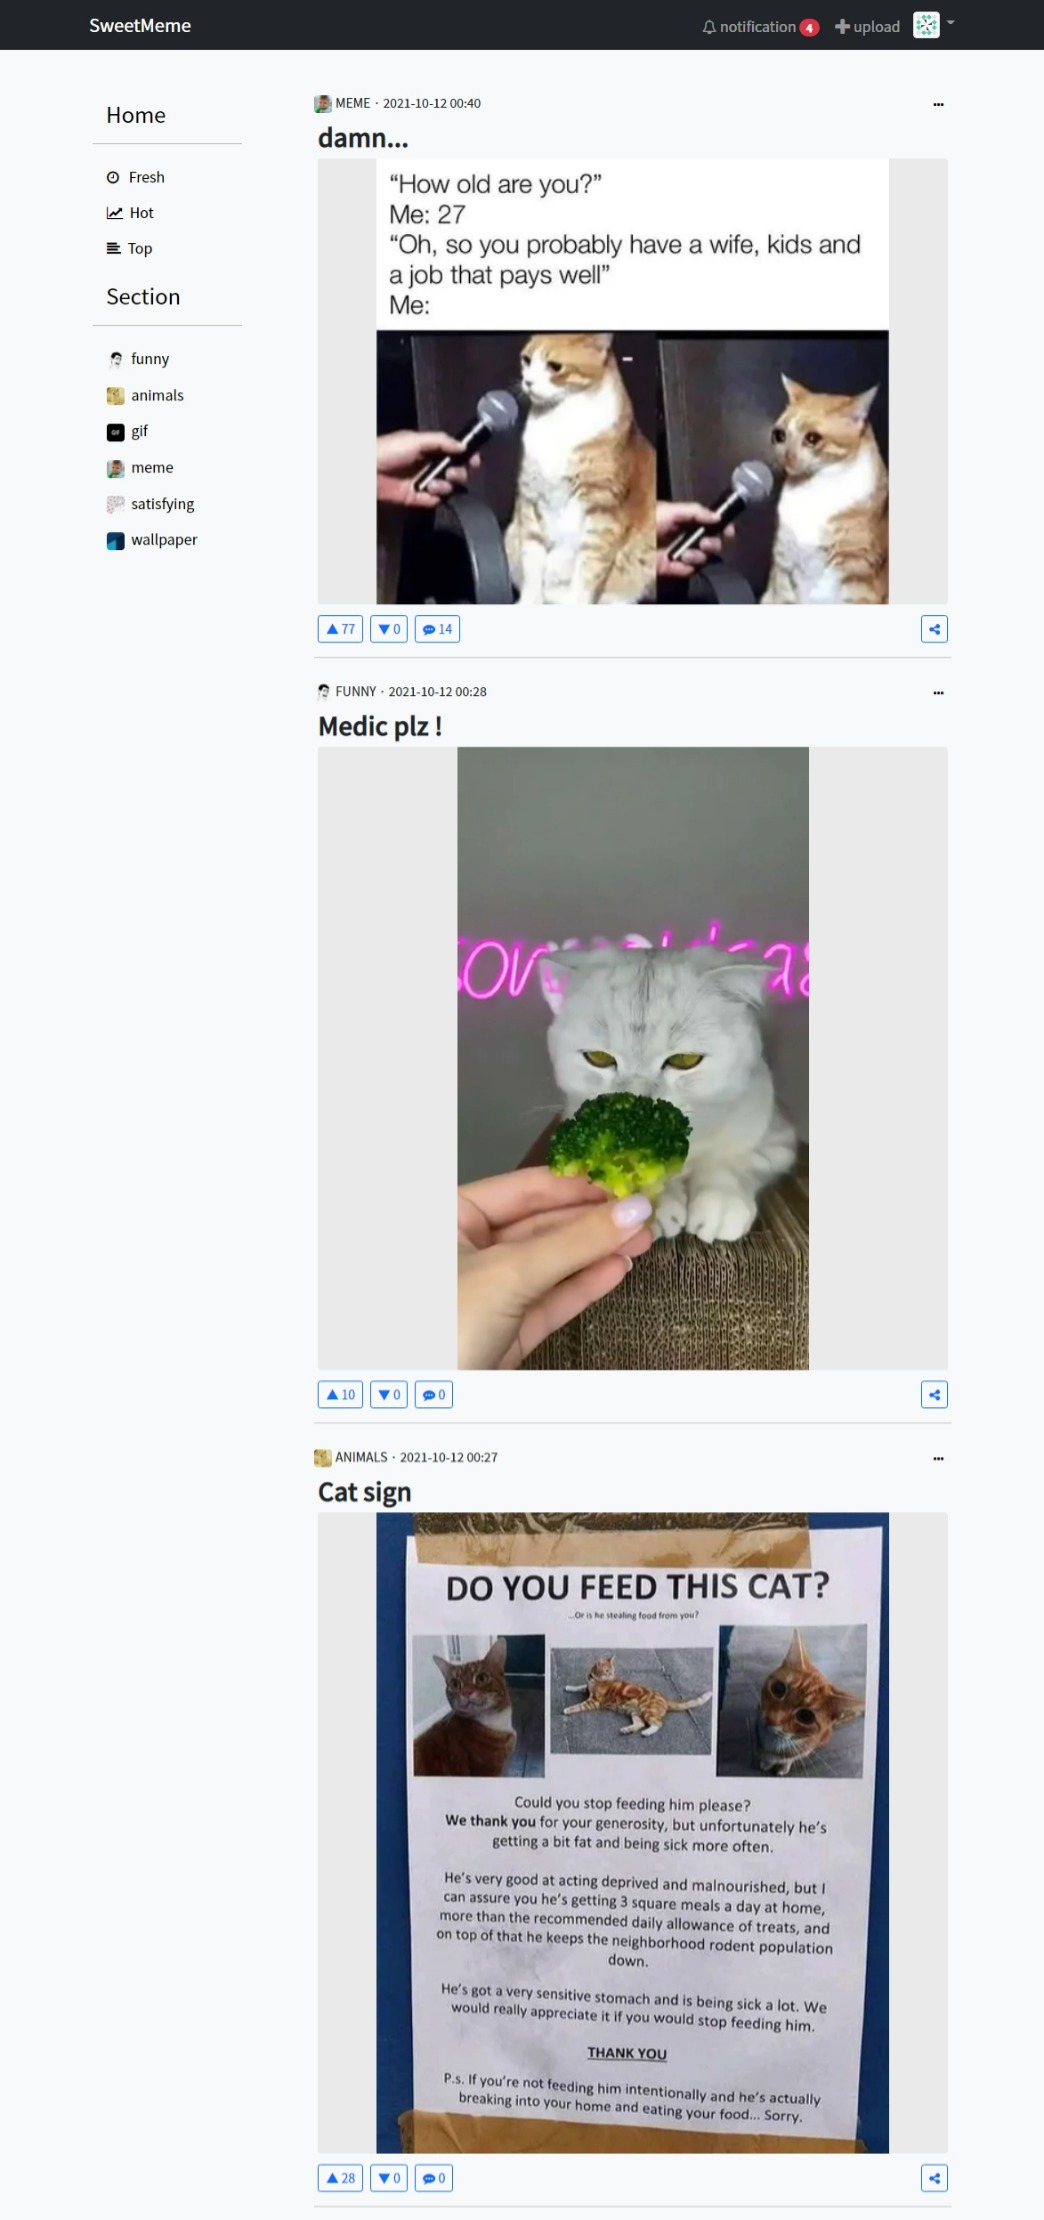 SweetMeme
notification 4
upload
Home
Fresh
Hot
Top
Section
funny
animals
gif
meme
satisfying
wallpaper
MEME · 2021-10-12 00:40
damn...
“How old are you?”
Me: 27
“Oh, so you probably have a wife, kids and
a job that pays well”
Me:
77
0
14
FUNNY · 2021-10-12 00:28
Medic plz !
10
0
0
ANIMALS · 2021-10-12 00:27
Cat sign
DO YOU FEED THIS CAT?
...Or is he stealing food from you?
Could you stop feeding him please?
We thank you for your generosity, but unfortunately he's
getting a bit fat and being sick more often.
He's very good at acting deprived and malnourished, but I
can assure you he's getting 3 square meals a day at home,
more than the recommended daily allowance of treats, and
on top of that he keeps the neighborhood rodent population
down.
He's got a very sensitive stomach and is being sick a lot. We
would really appreciate it if you would stop feeding him.
THANK YOU
P.s. If you're not feeding him intentionally and he's actually
breaking into your home and eating your food... Sorry.
28
0
0